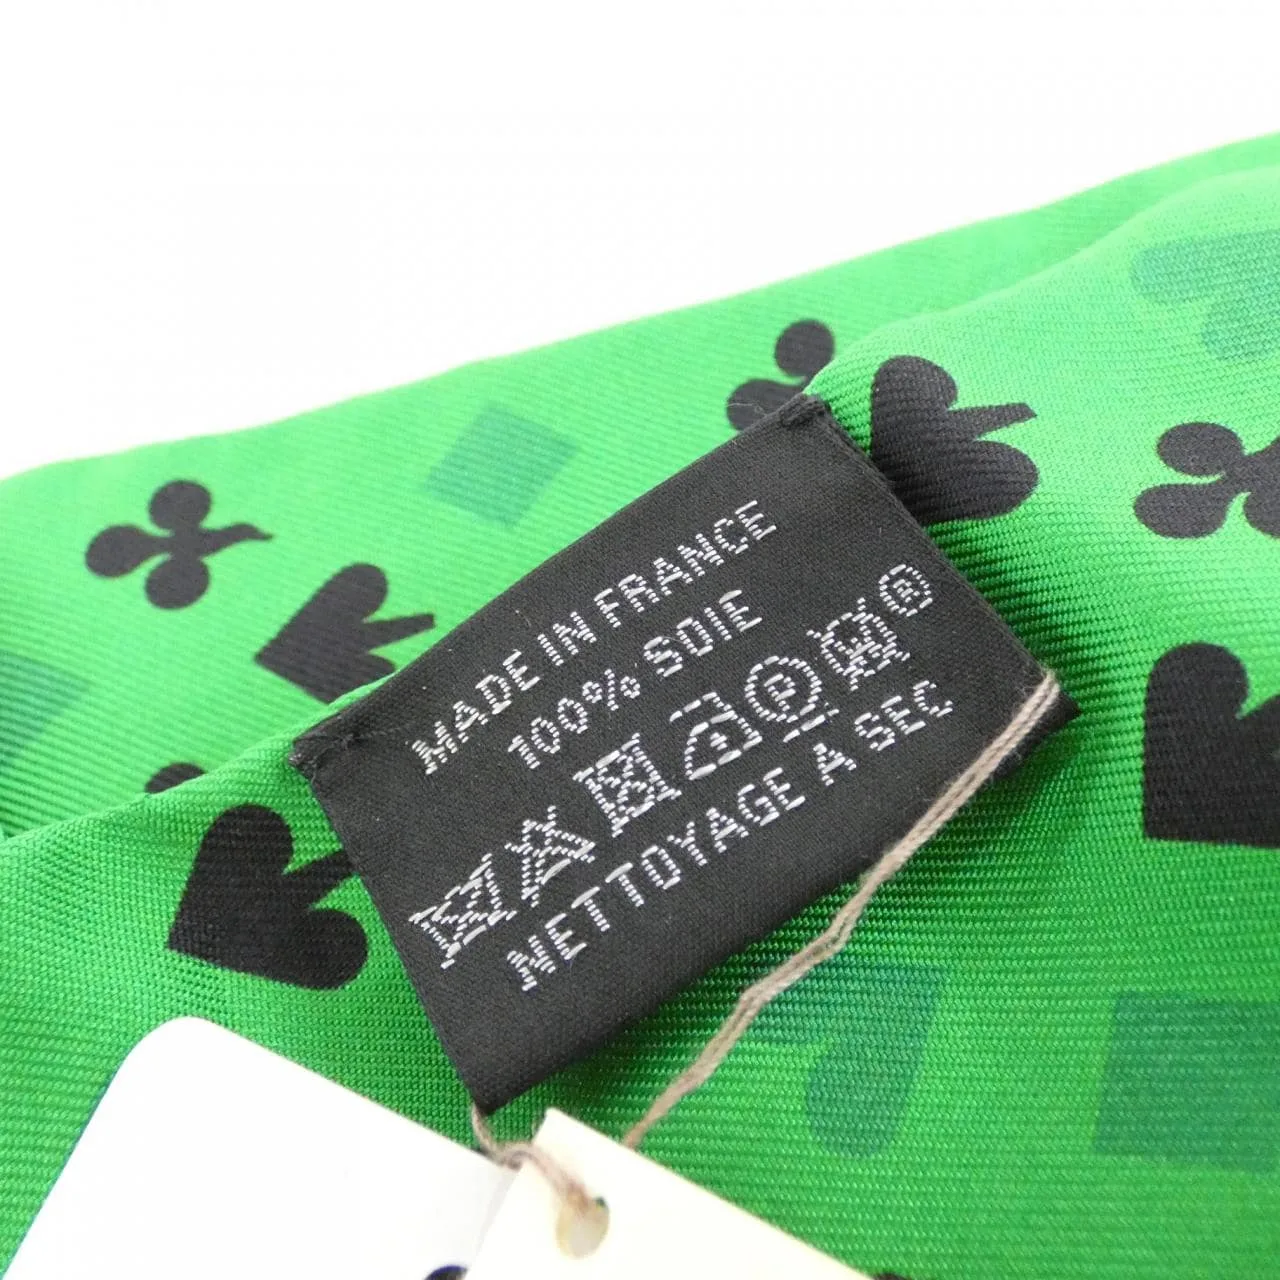 MADE IN FRANCE
100% SOIE
P ®
NETTOYAGE A SEC